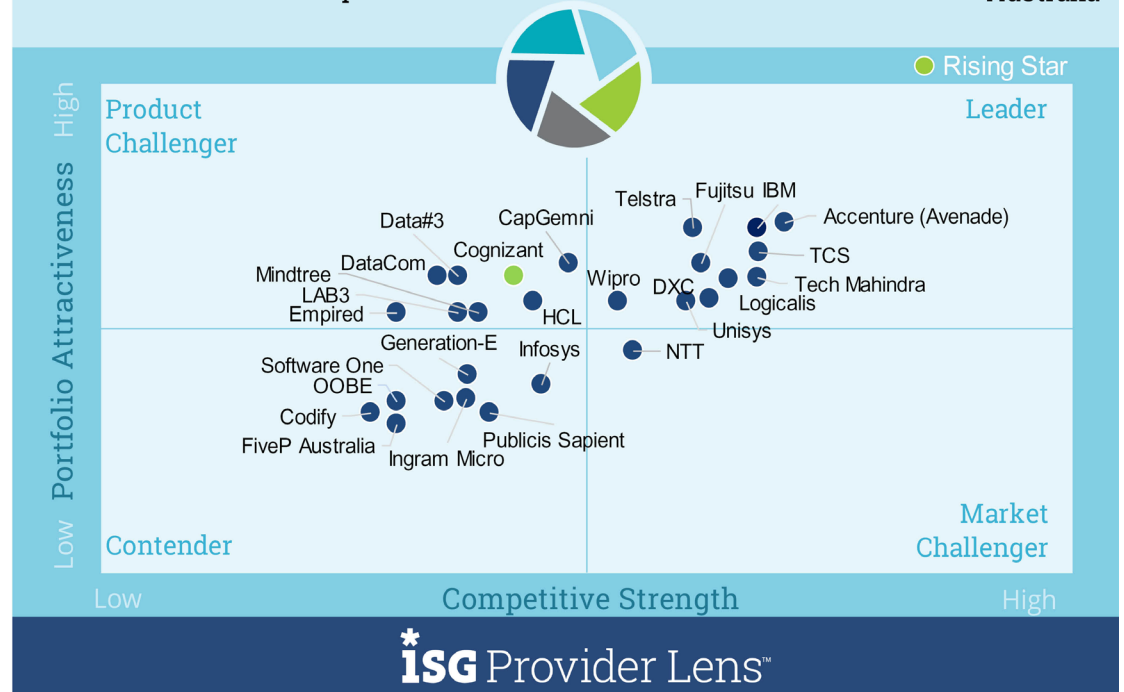 Australia
Rising Star
Product
Challenger
Leader
High
Portfolio Attractiveness
Low
Telstra
Fujitsu
IBM
Accenture (Avenade)
Data#3
CapGemni
Cognizant
TCS
DataCom
Mindtree
Wipro
DXC
Tech Mahindra
LAB3
Logicalis
Empired
HCL
Unisys
Generation-E
Infosys
NTT
Software One
OOBE
Codify
Publicis Sapient
FiveP Australia
Ingram Micro
Contender
Market
Challenger
Low
Competitive Strength
High
*ISG Provider Lens™